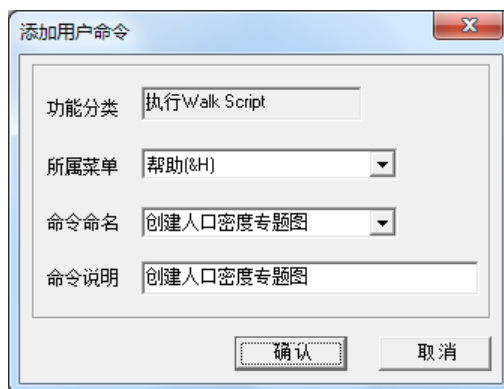 添加用户命令
功能分类 执行Walk Script
所属菜单 帮助(&H)
命令命名 创建人口密度专题图
命令说明 创建人口密度专题图
确认 取消